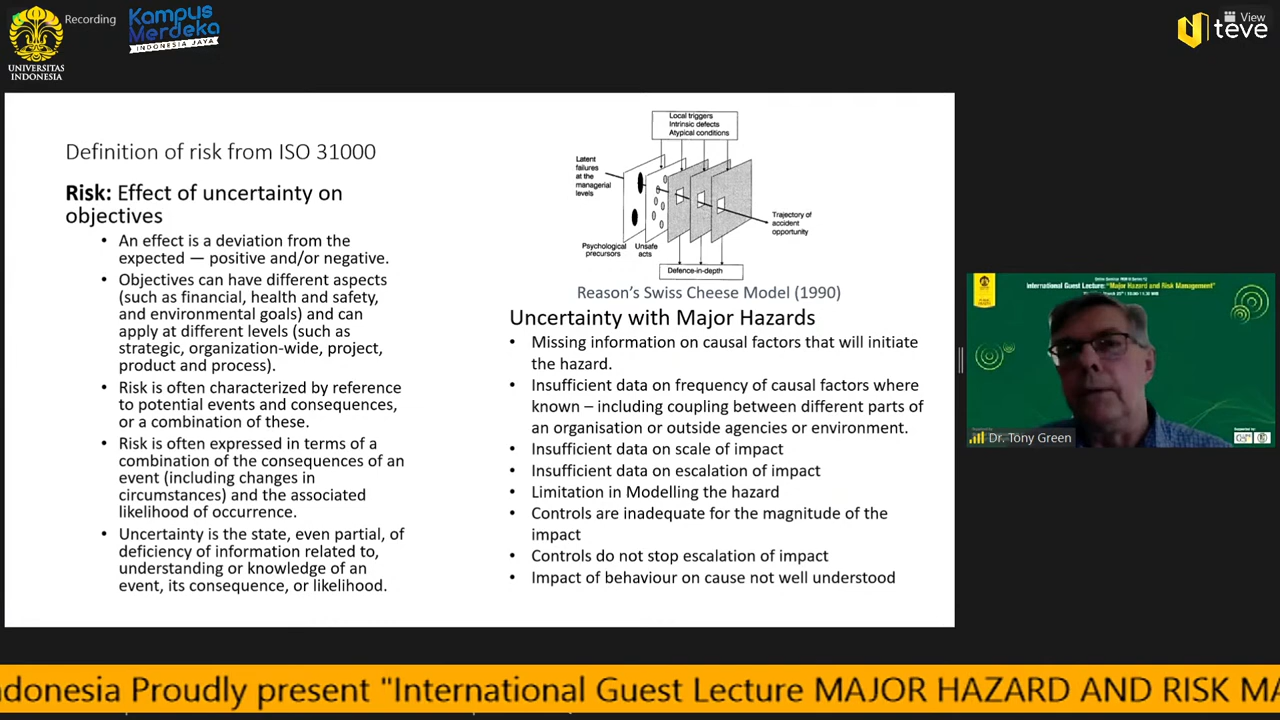 Recording
UNIVERSITAS
INDONESIA
Kampus
Merdeka
INDONESIA JAYA
View
teve
Definition of risk from ISO 31000
Risk: Effect of uncertainty on
objectives
• An effect is a deviation from the
expected — positive and/or negative.
• Objectives can have different aspects
(such as financial, health and safety,
and environmental goals) and can
apply at different levels (such as
strategic, organization-wide, project,
product and process).
• Risk is often characterized by reference
to potential events and consequences,
or a combination of these.
• Risk is often expressed in terms of a
combination of the consequences of an
event (including changes in
circumstances) and the associated
likelihood of occurrence.
• Uncertainty is the state, even partial, of
deficiency of information related to,
understanding or knowledge of an
event, its consequence, or likelihood.
Local triggers
Intrinsic defects
Atypical conditions
Latent
failures
at the
managerial
levels
Trajectory of
accident
opportunity
Psychological
precursors
Unsafe
acts
Defence-in-depth
Reason's Swiss Cheese Model (1990)
Uncertainty with Major Hazards
• Missing information on causal factors that will initiate
the hazard.
• Insufficient data on frequency of causal factors where
known – including coupling between different parts of
an organisation or outside agencies or environment.
• Insufficient data on scale of impact
• Insufficient data on escalation of impact
• Limitation in Modelling the hazard
• Controls are inadequate for the magnitude of the
impact
• Controls do not stop escalation of impact
• Impact of behaviour on cause not well understood
International Guest Lecture: "Major Hazard and Risk Management"
Dr. Tony Green
ndonesia Proudly present "International Guest Lecture MAJOR HAZARD AND RISK MA